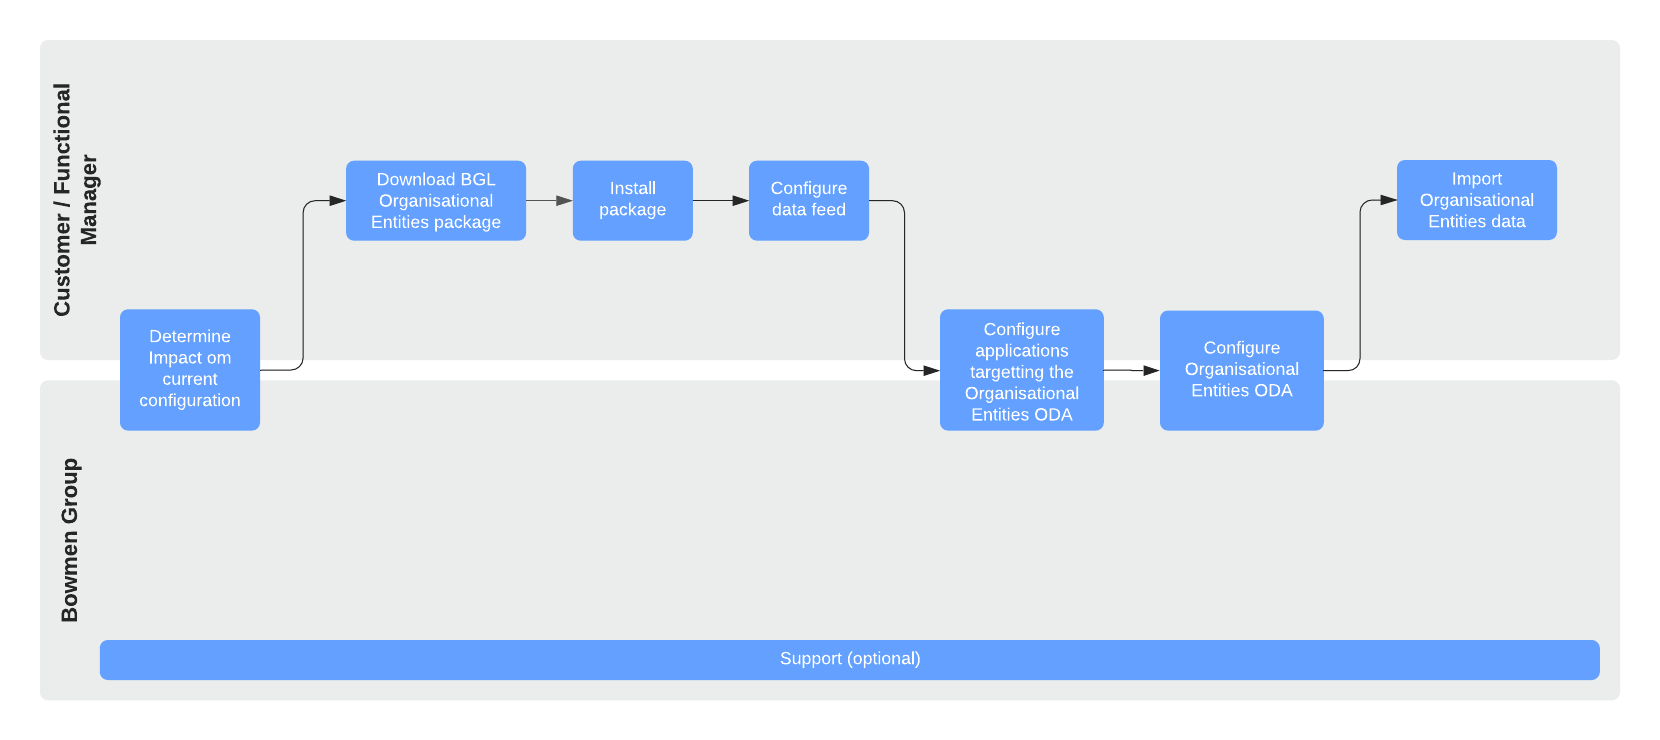 Customer / Functional
Manager
Download BGL
Organisational
Entities package
Install
package
Configure
data feed
Import
Organisational
Entities data
Determine
Impact om
current
configuration
Configure
applications
targetting the
Organisational
Entities ODA
Configure
Organisational
Entities ODA
Bowmen Group
Support (optional)